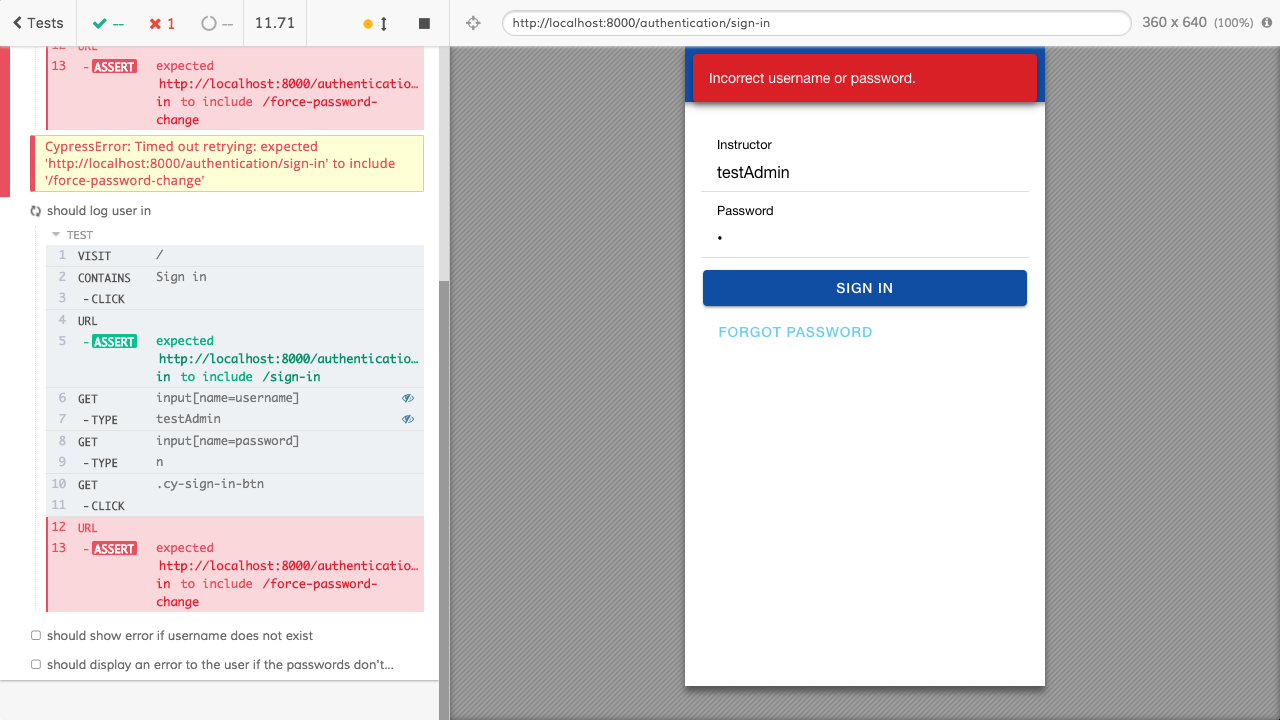 Tests
--
1
--
11.71
http://localhost:8000/authentication/sign-in
360 x 640 (100%)
12 URL
13 - ASSERT expected
http://localhost:8000/authenticatio…
in to include /force-password-
change
CypressError: Timed out retrying: expected
'http://localhost:8000/authentication/sign-in' to include
'/force-password-change'
should log user in
TEST
1 VISIT /
2 CONTAINS Sign in
3 - CLICK
4 URL
5 - ASSERT expected
http://localhost:8000/authenticatio…
in to include /sign-in
6 GET input[name=username]
7 - TYPE testAdmin
8 GET input[name=password]
9 - TYPE n
10 GET .cy-sign-in-btn
11 - CLICK
12 URL
13 - ASSERT expected
http://localhost:8000/authenticatio…
in to include /force-password-
change
should show error if username does not exist
should display an error to the user if the passwords don't...
Incorrect username or password.
Instructor
testAdmin
Password
•
SIGN IN
FORGOT PASSWORD